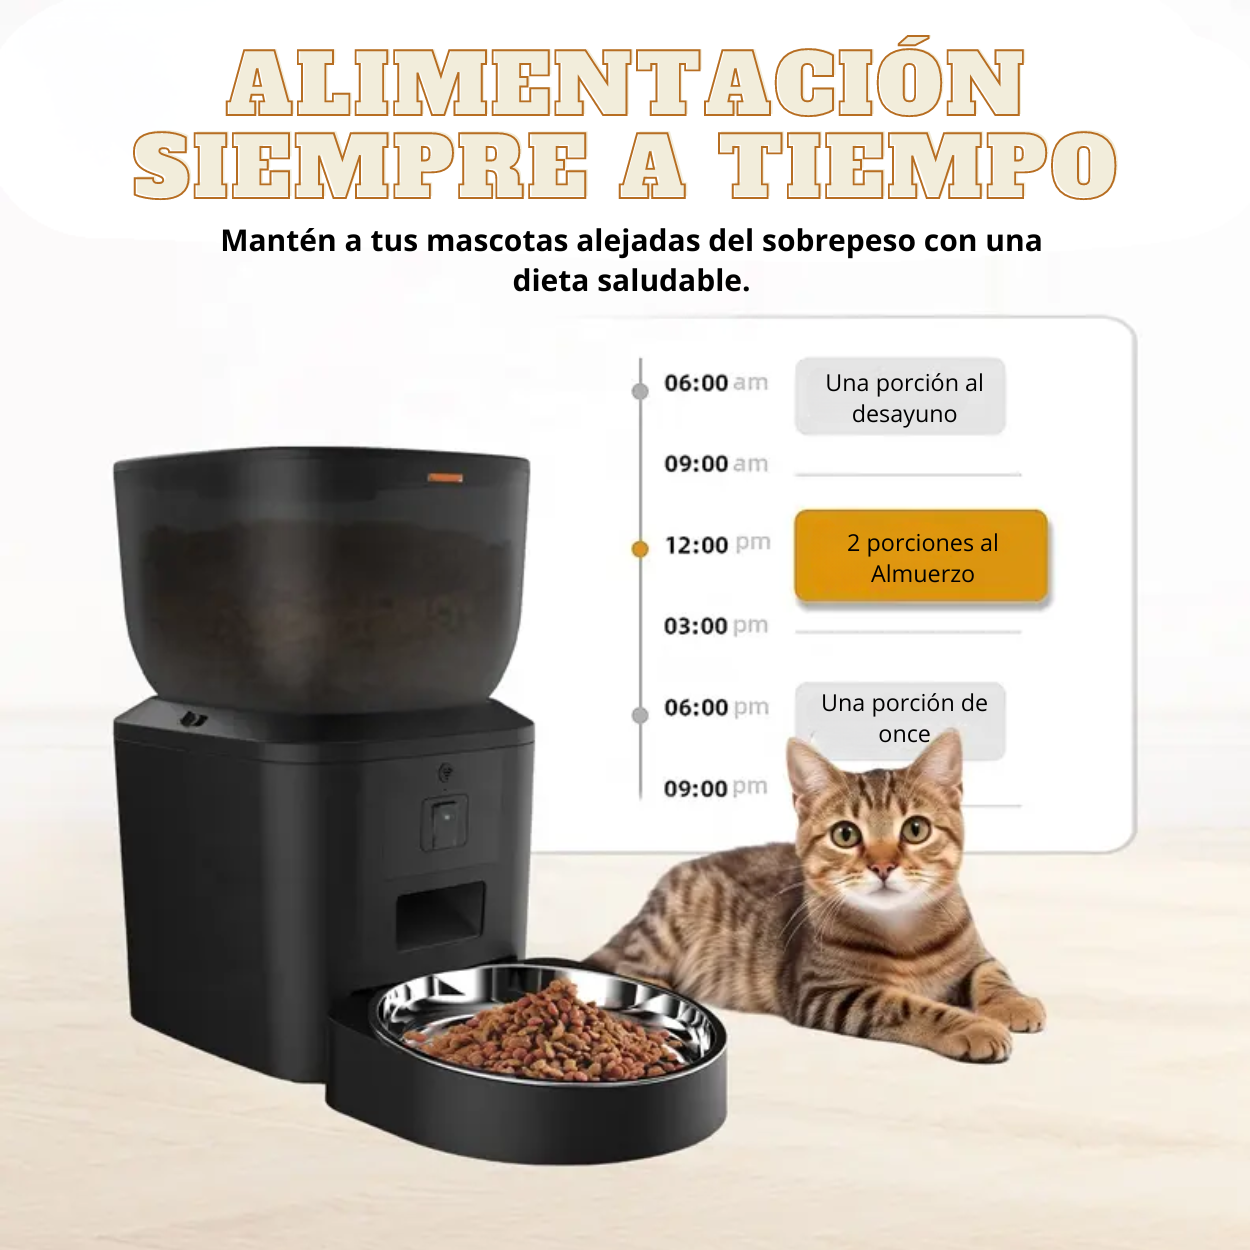 ALIMENTACIÓN
SIEMPRE A TIEMPO
Mantén a tus mascotas alejadas del sobrepeso con una
dieta saludable.
06:00 am
Una porción al
desayuno
09:00 am
12:00 pm
2 porciones al
Almuerzo
03:00 pm
06:00 pm
Una porción de
once
09:00 pm